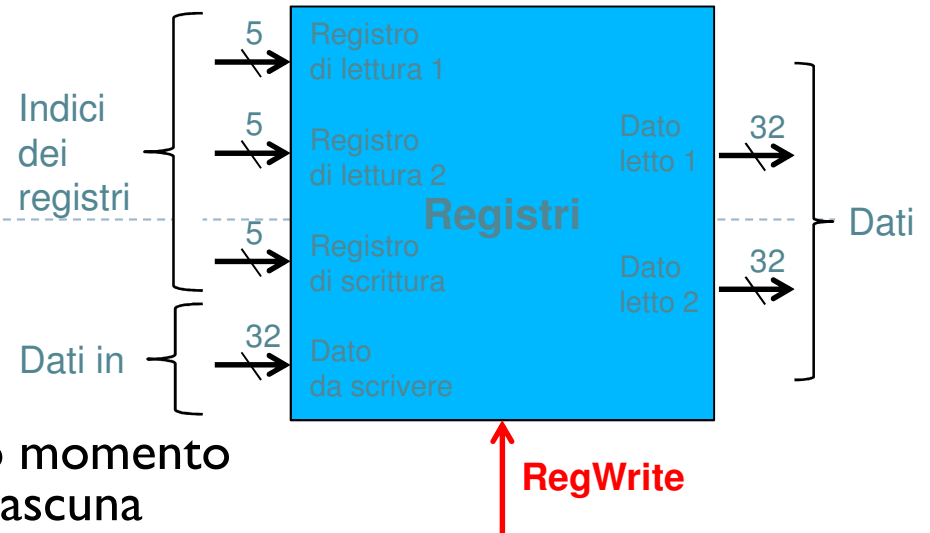 5
Registro
di lettura 1
Indici
dei
registri
5
Registro
di lettura 2
Dato
letto 1
32
Registri
Dati
5
Registro
di scrittura
Dato
letto 2
32
Dati in
32
Dato
da scrivere
momento
RegWrite